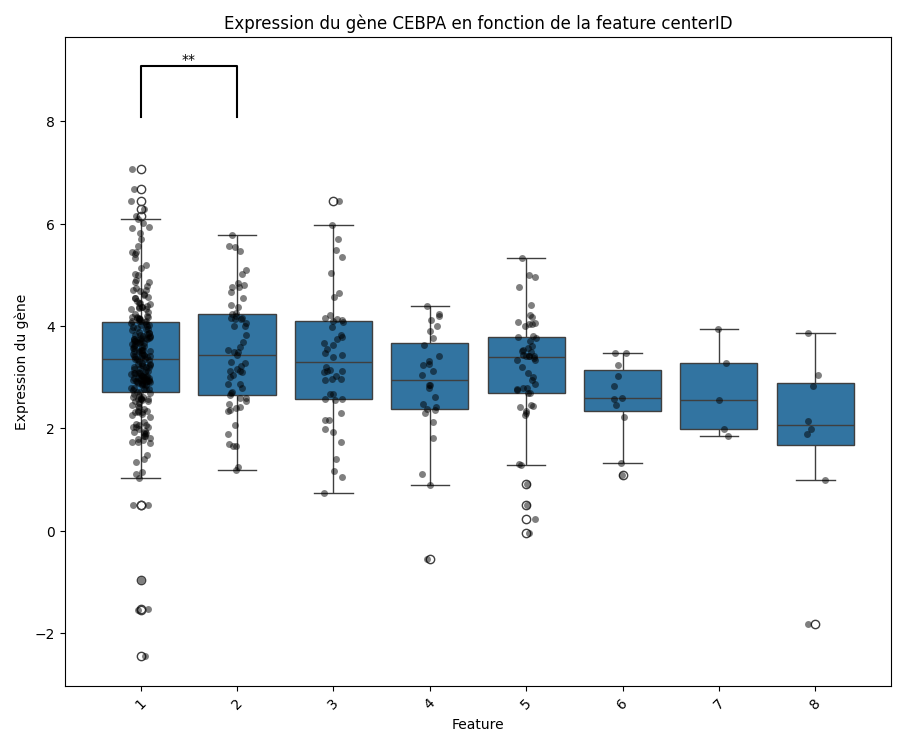 Expression du gène CEBPA en fonction de la feature centerID
**
8
6
4
2
0
−2
Expression du gène
1 2 3 4 5 6 7 8
Feature